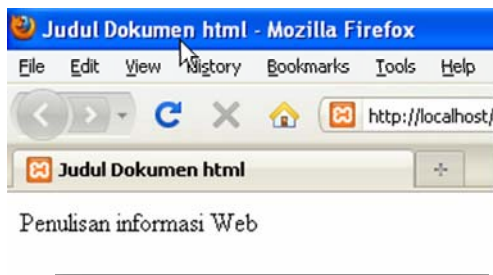 Judul Dokumen html - Mozilla Firefox
File Edit View History Bookmarks Tools Help
http://localhost/
Judul Dokumen html
Penulisan informasi Web